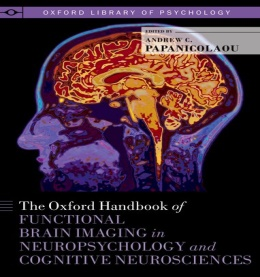 OXFORD LIBRARY OF PSYCHOLOGY
EDITED BY
ANDREW C.
PAPANICOLAOU
The Oxford Handbook of
FUNCTIONAL
BRAIN IMAGING in
NEUROPSYCHOLOGY and
COGNITIVE NEUROSCIENCES